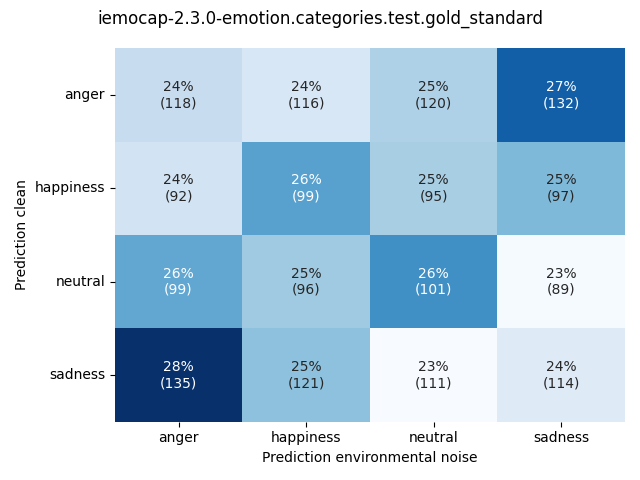 iemocap-2.3.0-emotion.categories.test.gold_standard
Prediction clean
anger
24%
(118)
24%
(116)
25%
(120)
27%
(132)
happiness
24%
(92)
26%
(99)
25%
(95)
25%
(97)
neutral
26%
(99)
25%
(96)
26%
(101)
23%
(89)
sadness
28%
(135)
25%
(121)
23%
(111)
24%
(114)
anger
happiness
neutral
sadness
Prediction environmental noise